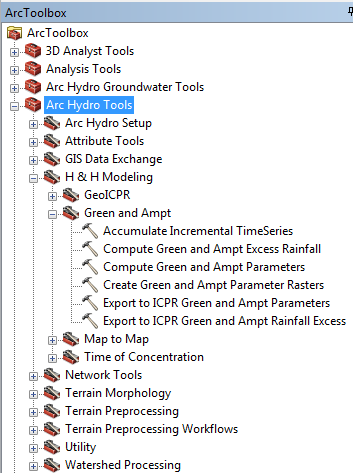 ArcToolbox
ArcToolbox
3D Analyst Tools
Analysis Tools
Arc Hydro Groundwater Tools
Arc Hydro Tools
Arc Hydro Setup
Attribute Tools
GIS Data Exchange
H & H Modeling
GeoICPR
Green and Ampt
Accumulate Incremental TimeSeries
Compute Green and Ampt Excess Rainfall
Compute Green and Ampt Parameters
Create Green and Ampt Parameter Rasters
Export to ICPR Green and Ampt Parameters
Export to ICPR Green and Ampt Rainfall Excess
Map to Map
Time of Concentration
Network Tools
Terrain Morphology
Terrain Preprocessing
Terrain Preprocessing Workflows
Utility
Watershed Processing